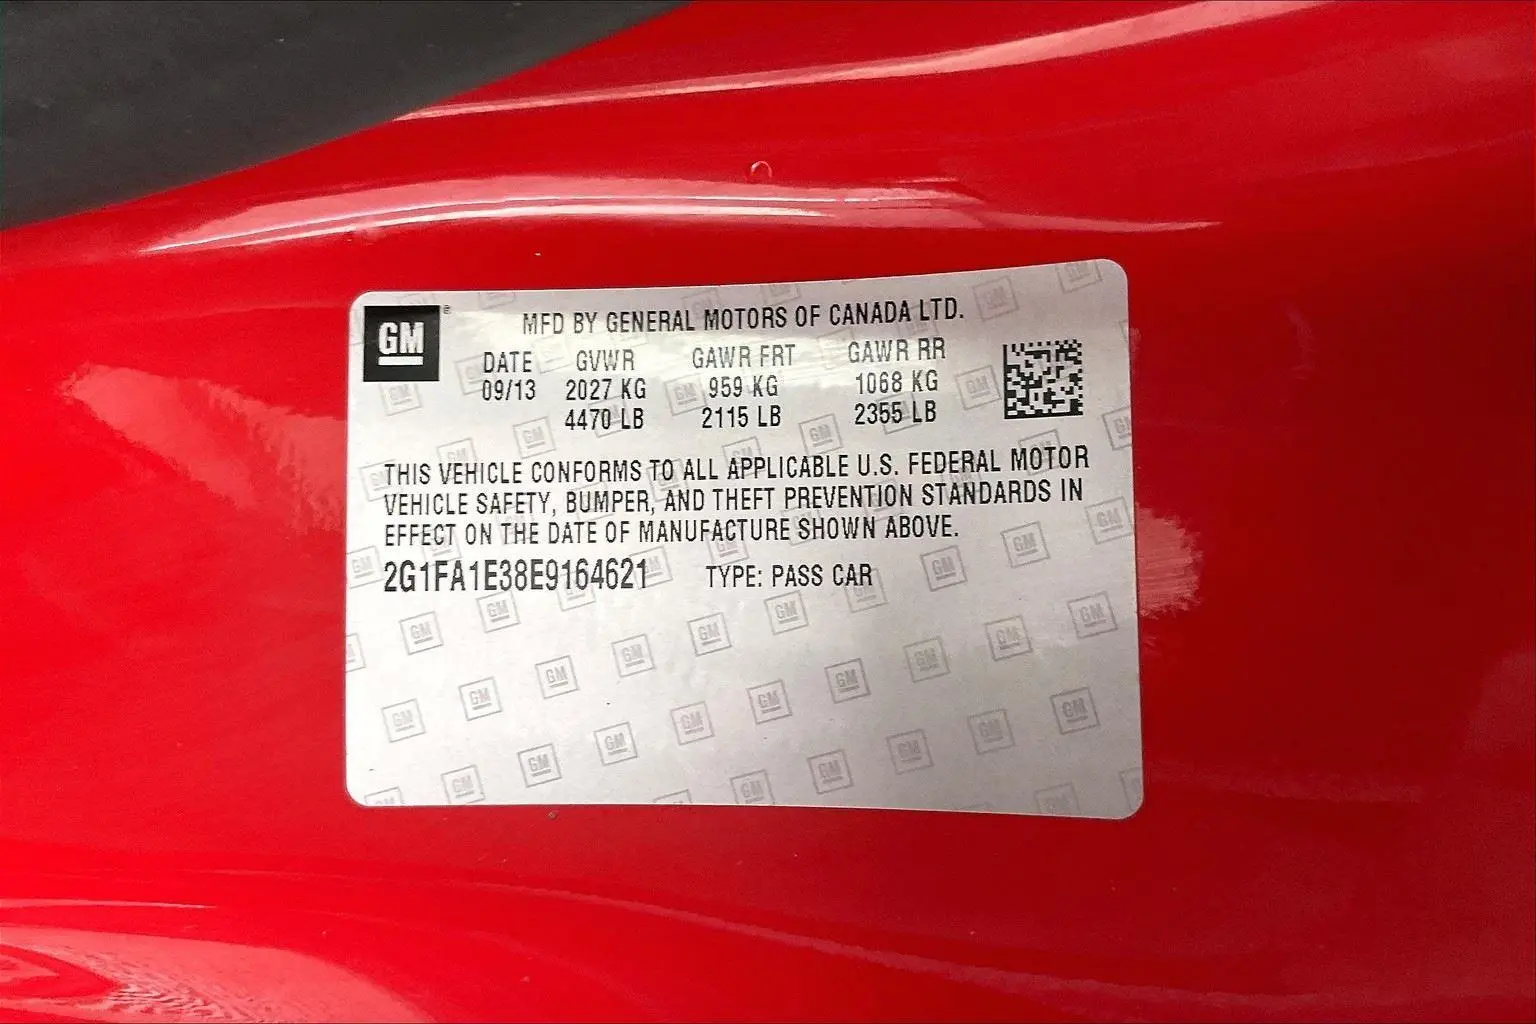 GM
MFD BY GENERAL MOTORS OF CANADA LTD.
DATE GVWR GAWR FRT GAWR RR
09/13 2027 KG 959 KG 1068 KG
4470 LB 2115 LB 2355 LB
THIS VEHICLE CONFORMS TO ALL APPLICABLE U.S. FEDERAL MOTOR
VEHICLE SAFETY, BUMPER, AND THEFT PREVENTION STANDARDS IN
EFFECT ON THE DATE OF MANUFACTURE SHOWN ABOVE.
2G1FA1E38E9164621 TYPE: PASS CAR